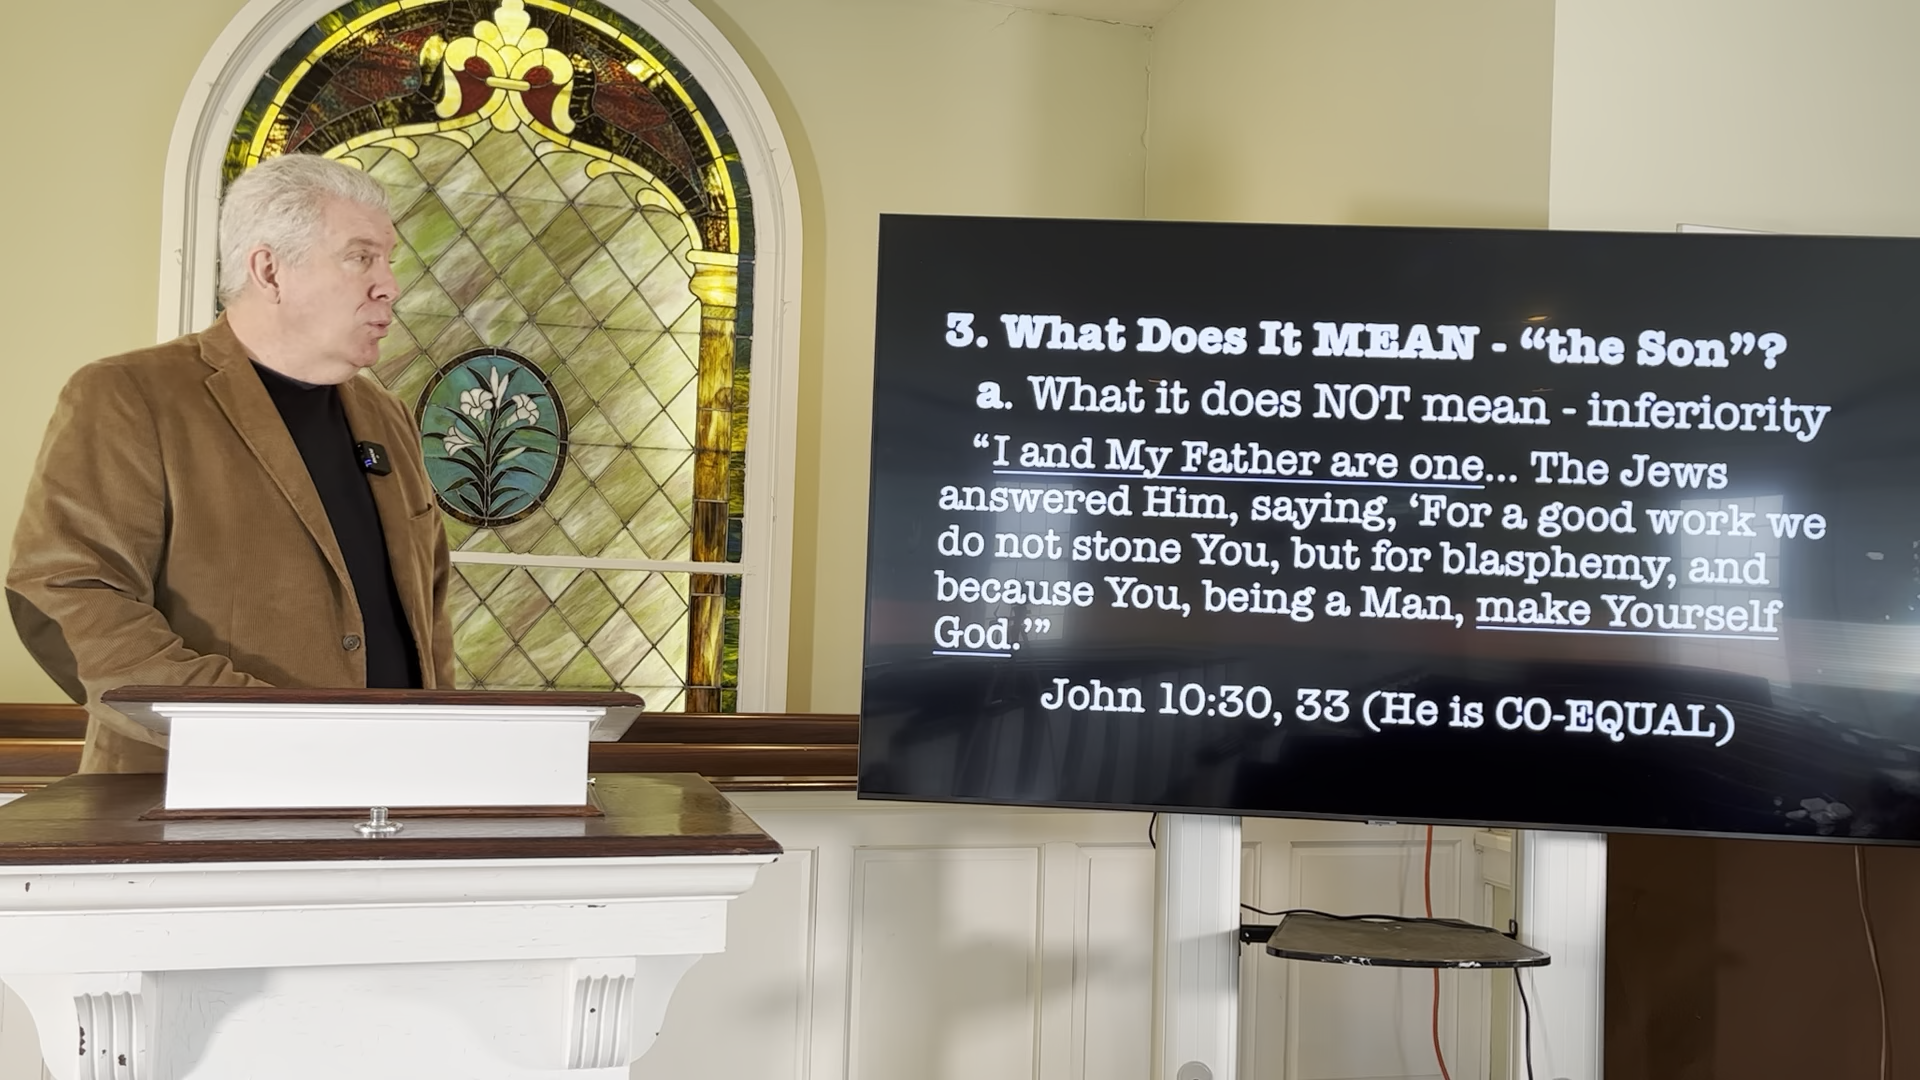 3. What Does It MEAN - “the Son”?
a. What it does NOT mean - inferiority
“I and My Father are one... The Jews
answered Him, saying, ‘For a good work we
do not stone You, but for blasphemy, and
because You, being a Man, make Yourself
God.’”
John 10:30, 33 (He is CO-EQUAL)